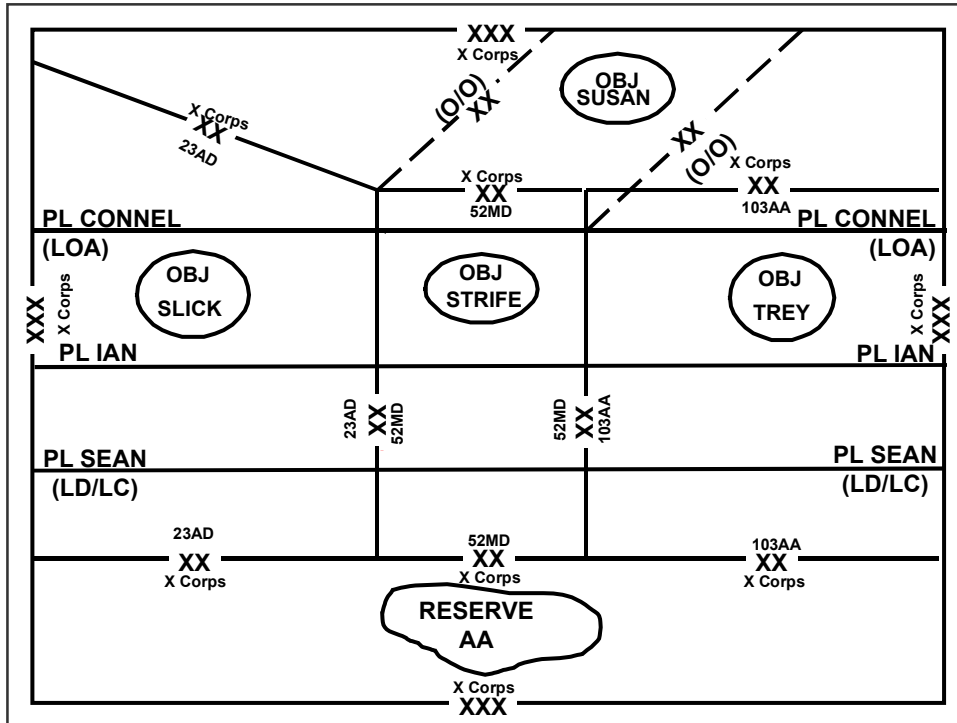 XXX
X Corps
(O/O)
XX
OBJ
SUSAN
X Corps
XX
23AD
XX
(O/O)
X Corps
XX
52MD
X Corps
XX
103AA
PL CONNEL
(LOA)
PL CONNEL
(LOA)
XXX
X Corps
OBJ
SLICK
OBJ
STRIFE
OBJ
TREY
X Corps
XXX
PL IAN
PL IAN
23AD
XX
52MD
52MD
XX
103AA
PL SEAN
(LD/LC)
PL SEAN
(LD/LC)
23AD
XX
X Corps
52MD
XX
X Corps
103AA
XX
X Corps
RESERVE
AA
X Corps
XXX